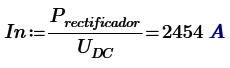 In := P_rectificador / U_DC = 2454 A